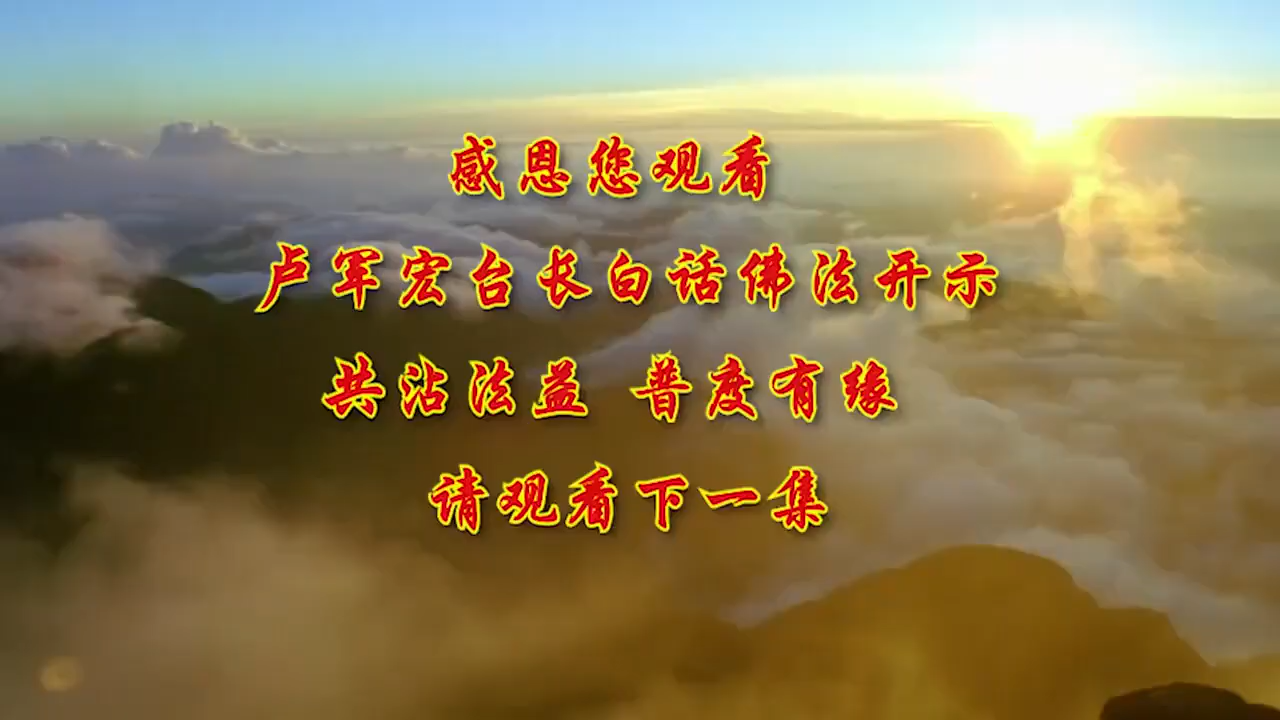 感恩您观看
卢军宏台长白话佛法开示
共沾法益 普度有缘
请观看下一集